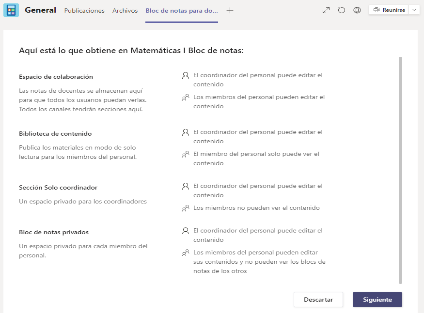 General Publicaciones Archivos Bloc de notas para do...
Reunirse
Aquí está lo que obtiene en Matemáticas I Bloc de notas:
Espacio de colaboración
Las notas de docentes se almacenan aquí
para que todos los usuarios puedan verlas.
Todos los canales tendrán secciones aquí.
El coordinador del personal puede editar el
contenido
Los miembros del personal pueden editar el
contenido
Biblioteca de contenido
Publica los materiales en modo de solo
lectura para los miembros del personal
El coordinador del personal puede editar el
contenido
El miembro del personal solo puede ver el
contenido
Sección Solo coordinador
Un espacio privado para los coordinadores
El coordinador del personal puede editar el
contenido
Los miembros no pueden ver el contenido
Bloc de notas privados
Un espacio privado para cada miembro del
personal.
El coordinador del personal puede editar el
contenido
Los miembros del personal pueden editar
sus contenidos y no pueden ver los blocs de
notas de los otros
Descartar
Siguiente